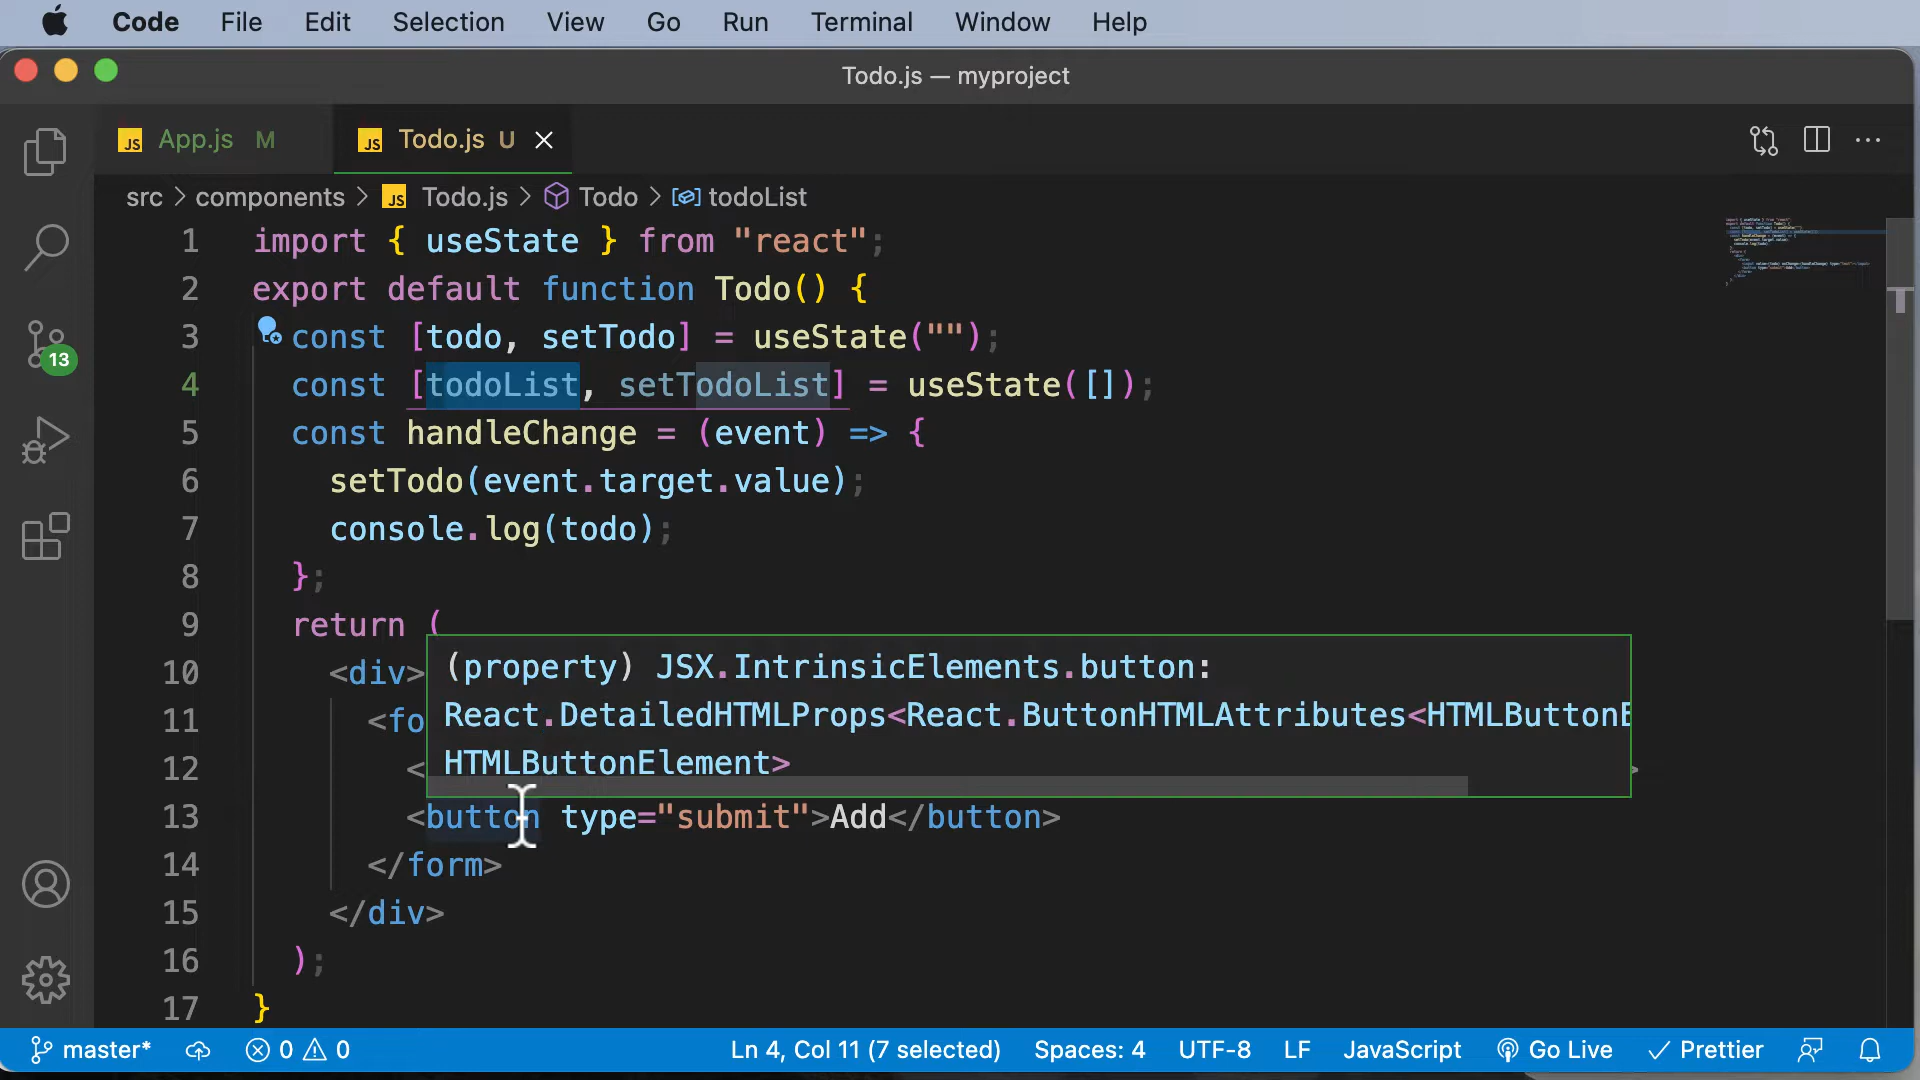 Code File Edit Selection View Go Run Terminal Window Help
Todo.js — myproject
JS App.js M JS Todo.js U
src > components > JS Todo.js > Todo > todoList
1 import { useState } from "react";
2 export default function Todo() {
3 const [todo, setTodo] = useState("");
4 const [todoList, setTodoList] = useState([]);
5 const handleChange = (event) => {
6 setTodo(event.target.value);
7 console.log(todo);
8 };
9 return (
(property) JSX.IntrinsicElements.button:
10 <div>
React.DetailedHTMLProps<React.ButtonHTMLAttributes<HTMLButtonE
11 <fo
HTMLButtonElement>
12 < >
13 <button type="submit">Add</button>
14 </form>
15 </div>
16 );
17 }
13
master* 0 0 Ln 4, Col 11 (7 selected) Spaces: 4 UTF-8 LF JavaScript Go Live Prettier